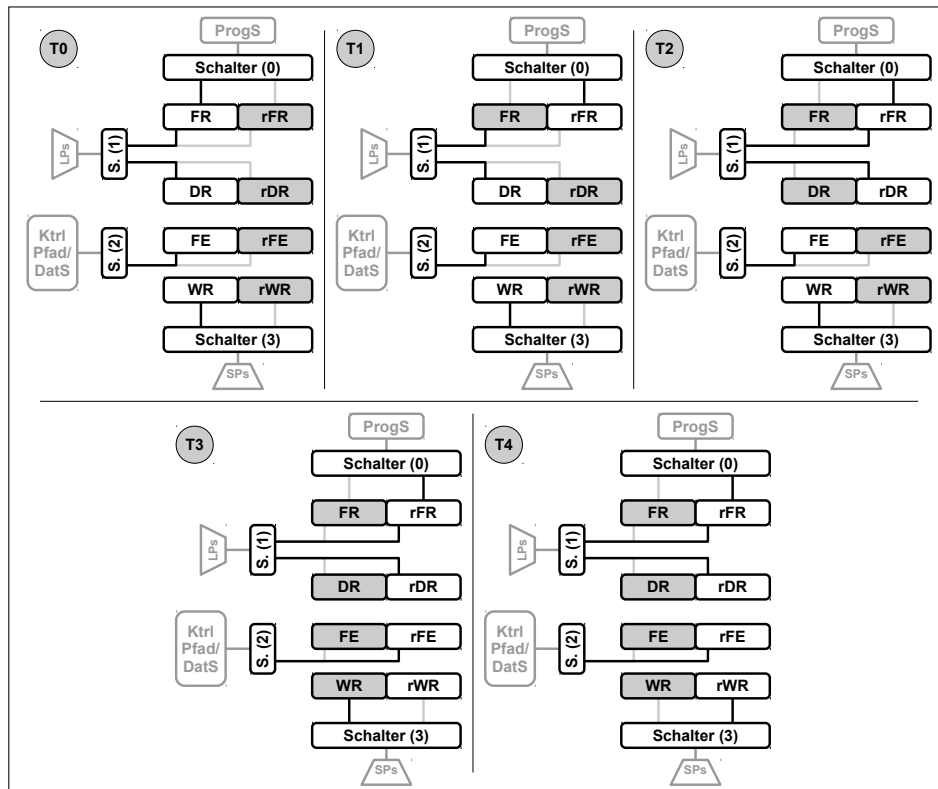 T0
ProgS
Schalter (0)
FR rFR
LPs
S. (1)
DR rDR
Ktrl
Pfad/
DatS
S. (2)
FE rFE
WR rWR
Schalter (3)
SPs
T1
ProgS
Schalter (0)
FR rFR
LPs
S. (1)
DR rDR
Ktrl
Pfad/
DatS
S. (2)
FE rFE
WR rWR
Schalter (3)
SPs
T2
ProgS
Schalter (0)
FR rFR
LPs
S. (1)
DR rDR
Ktrl
Pfad/
DatS
S. (2)
FE rFE
WR rWR
Schalter (3)
SPs
T3
ProgS
Schalter (0)
FR rFR
LPs
S. (1)
DR rDR
Ktrl
Pfad/
DatS
S. (2)
FE rFE
WR rWR
Schalter (3)
SPs
T4
ProgS
Schalter (0)
FR rFR
LPs
S. (1)
DR rDR
Ktrl
Pfad/
DatS
S. (2)
FE rFE
WR rWR
Schalter (3)
SPs